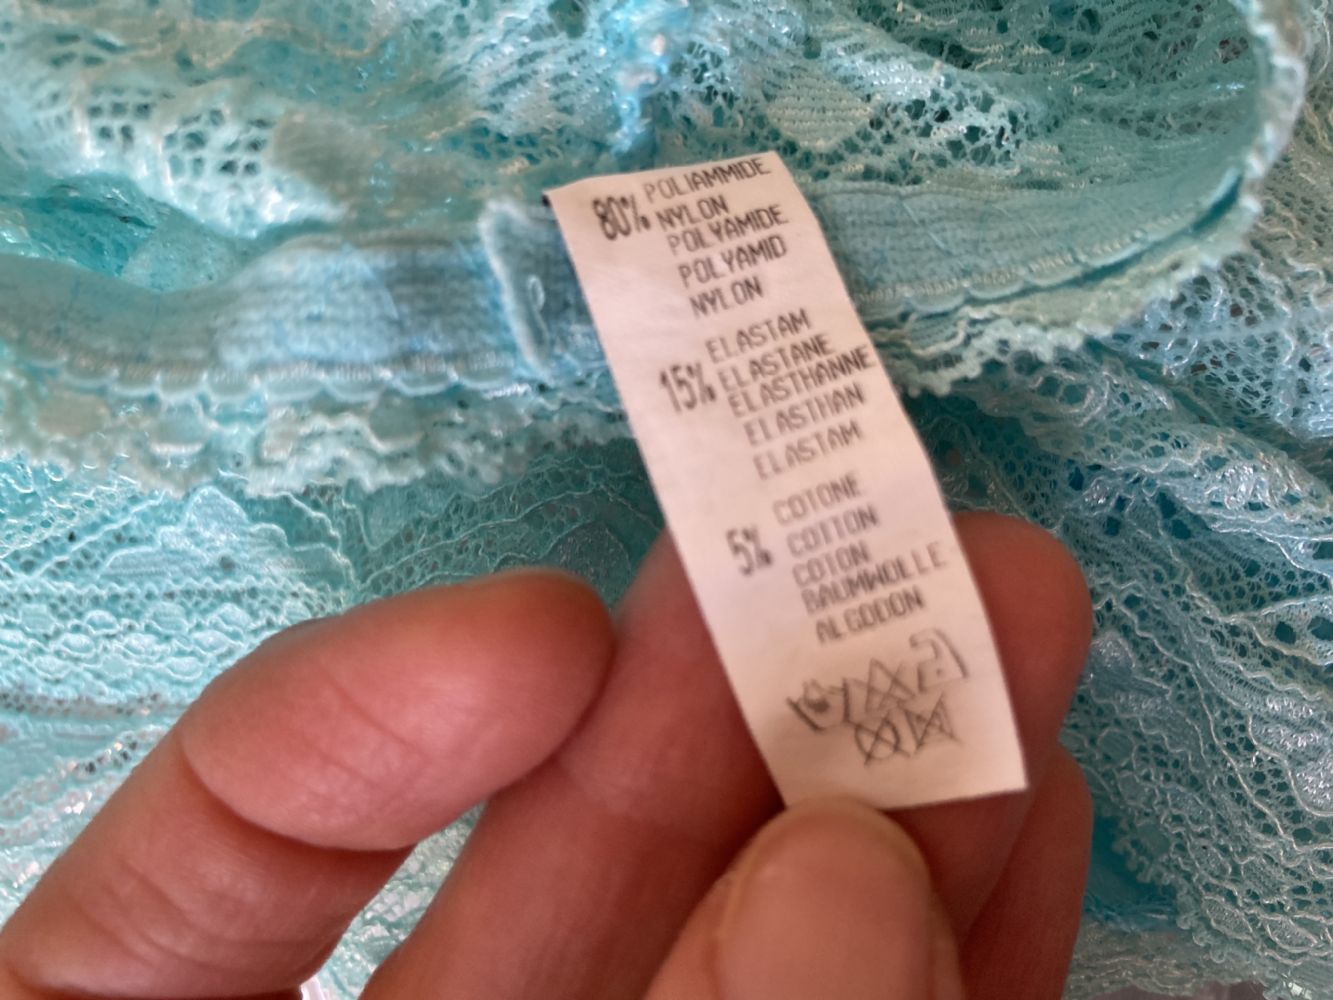 80% POLIAMMIDE
NYLON
POLYAMIDE
POLYAMID
NYLON
15% ELASTAM
ELASTANE
ELASTHANNE
ELASTHAN
ELASTAM
5% COTONE
COTTON
COTON
BAUMWOLLE
ALGODON